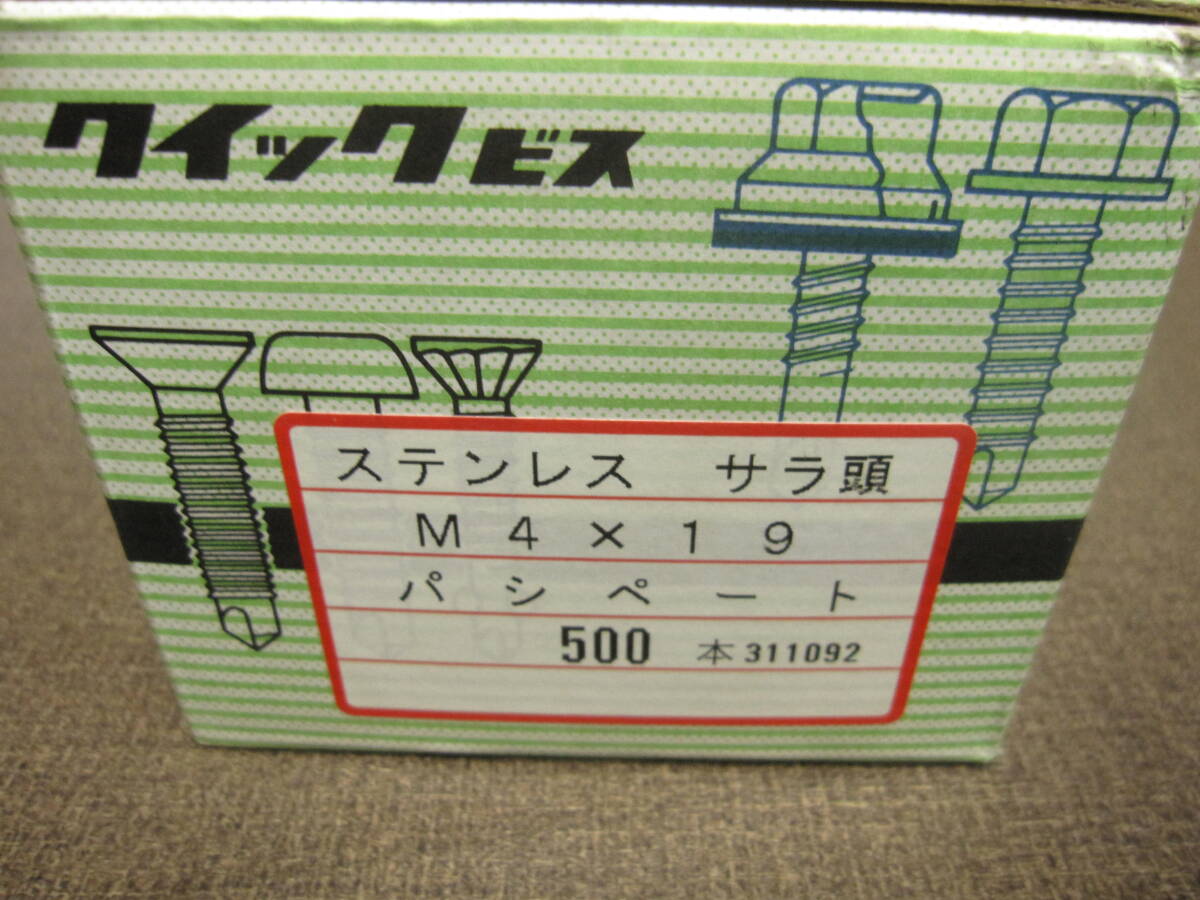 クイックビス
ステンレス　サラ頭
Ｍ４×１９
パシペート
500 本 311092